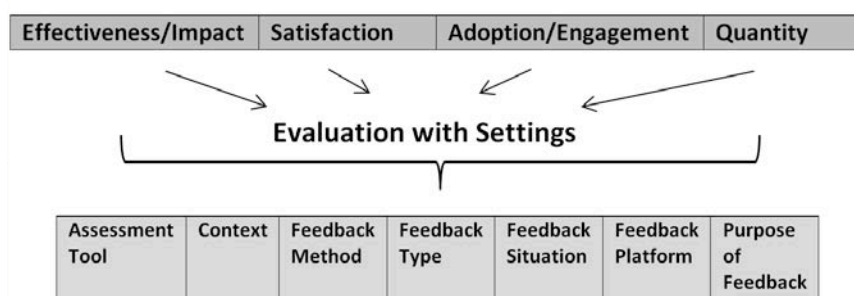 Effectiveness/Impact Satisfaction Adoption/Engagement Quantity
Evaluation with Settings
Assessment Tool
Context
Feedback Method
Feedback Type
Feedback Situation
Feedback Platform
Purpose of Feedback